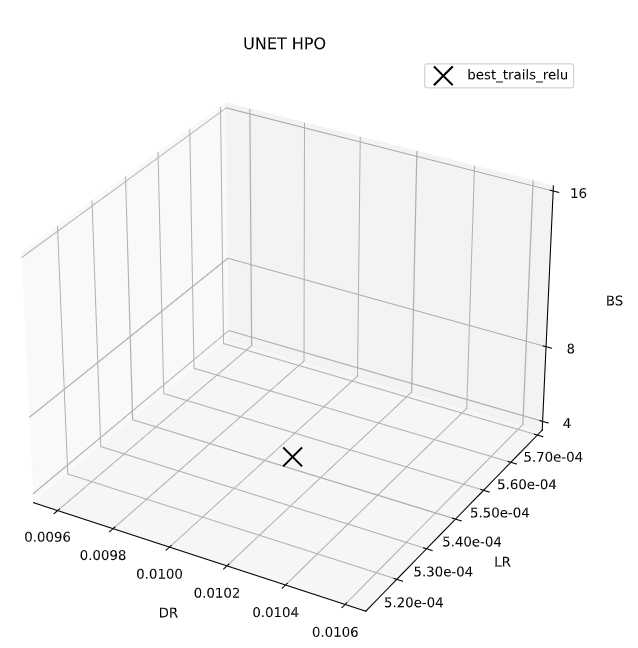 UNET HPO
best_trails_relu
16
BS
8
4
5.70e-04
5.60e-04
5.50e-04
5.40e-04
LR
5.30e-04
5.20e-04
0.0096
0.0098
0.0100
0.0102
0.0104
0.0106
DR